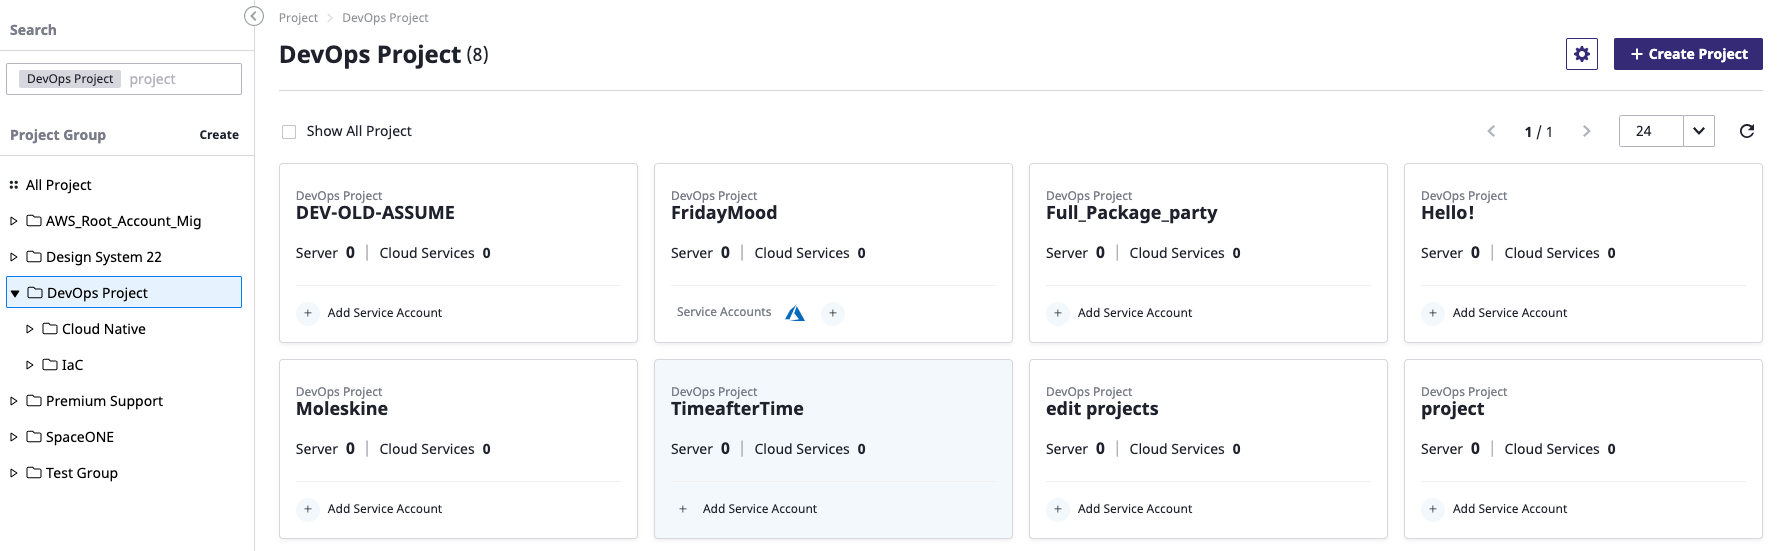 Search
DevOps Project project
Project Group Create
All Project
AWS_Root_Account_Mig
Design System 22
DevOps Project
Cloud Native
IaC
Premium Support
SpaceONE
Test Group
Project > DevOps Project
DevOps Project (8)
+ Create Project
Show All Project
1 / 1
24
DevOps Project
DEV-OLD-ASSUME
Server 0 | Cloud Services 0
+ Add Service Account
DevOps Project
FridayMood
Server 0 | Cloud Services 0
Service Accounts +
DevOps Project
Full_Package_party
Server 0 | Cloud Services 0
+ Add Service Account
DevOps Project
Hello!
Server 0 | Cloud Services 0
+ Add Service Account
DevOps Project
Moleskine
Server 0 | Cloud Services 0
+ Add Service Account
DevOps Project
TimeafterTime
Server 0 | Cloud Services 0
+ Add Service Account
DevOps Project
edit projects
Server 0 | Cloud Services 0
+ Add Service Account
DevOps Project
project
Server 0 | Cloud Services 0
+ Add Service Account